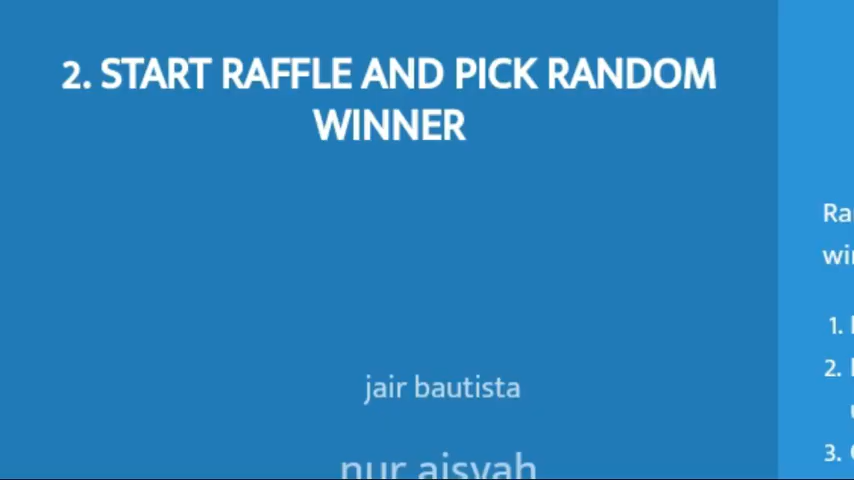 2. START RAFFLE AND PICK RANDOM
WINNER
jair bautista
nur aisyah
Ra
wi
1.
2.
3.